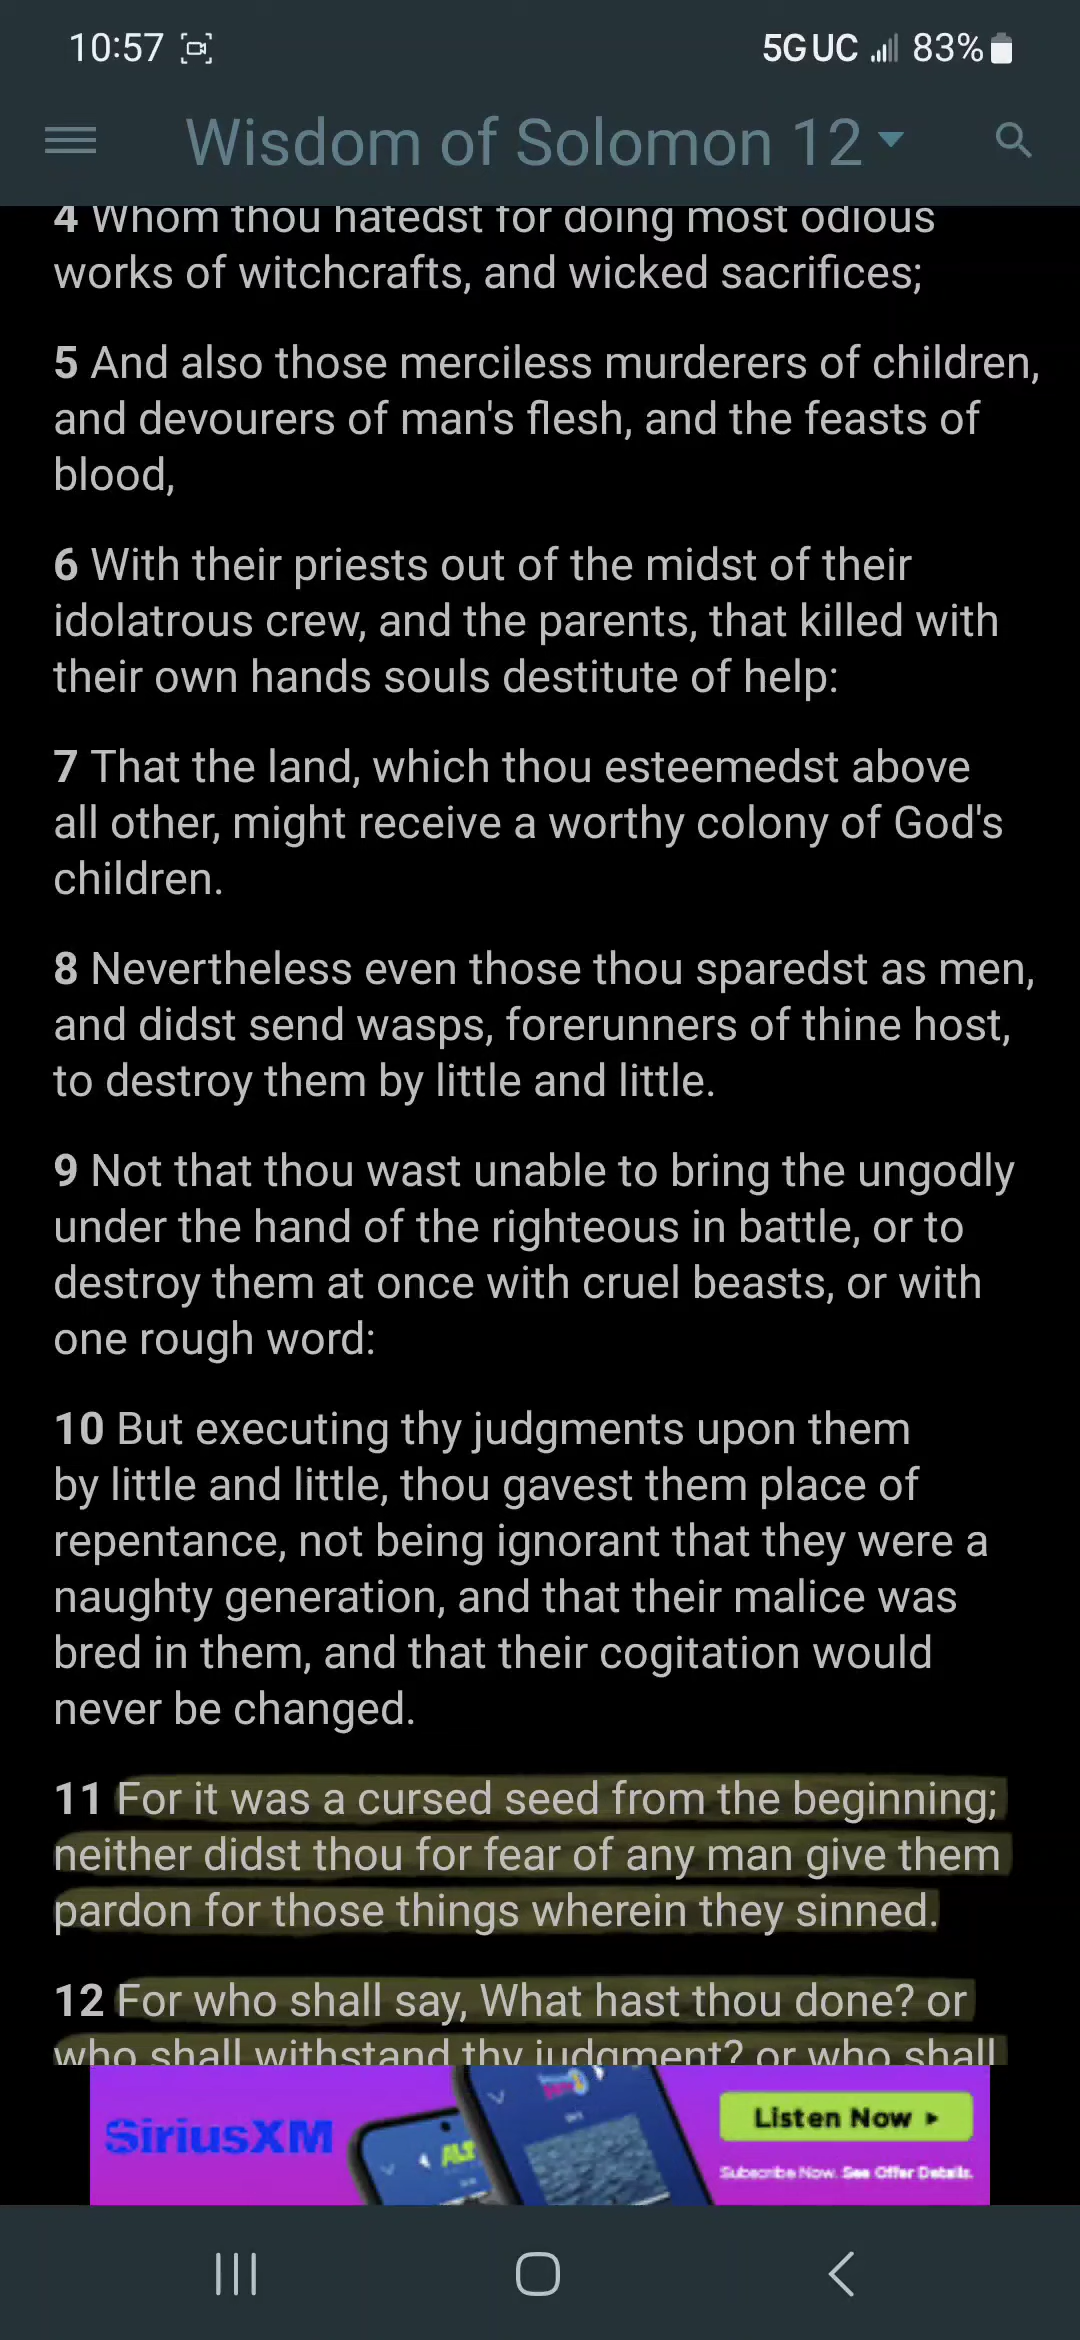 10:57
5G UC 83%
Wisdom of Solomon 12
4 Whom thou hatedst for doing most odious
works of witchcrafts, and wicked sacrifices;
5 And also those merciless murderers of children,
and devourers of man's flesh, and the feasts of
blood,
6 With their priests out of the midst of their
idolatrous crew, and the parents, that killed with
their own hands souls destitute of help:
7 That the land, which thou esteemedst above
all other, might receive a worthy colony of God's
children.
8 Nevertheless even those thou sparedst as men,
and didst send wasps, forerunners of thine host,
to destroy them by little and little.
9 Not that thou wast unable to bring the ungodly
under the hand of the righteous in battle, or to
destroy them at once with cruel beasts, or with
one rough word:
10 But executing thy judgments upon them
by little and little, thou gavest them place of
repentance, not being ignorant that they were a
naughty generation, and that their malice was
bred in them, and that their cogitation would
never be changed.
11 For it was a cursed seed from the beginning;
neither didst thou for fear of any man give them
pardon for those things wherein they sinned.
12 For who shall say, What hast thou done? or
who shall withstand thy judgment? or who shall
SiriusXM
Listen Now
Subscribe Now. See Offer Details.